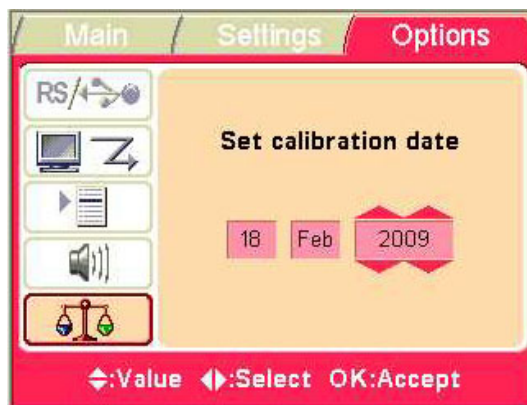 Main Settings Options
RS/
Set calibration date
18 Feb 2009
:Value :Select OK:Accept